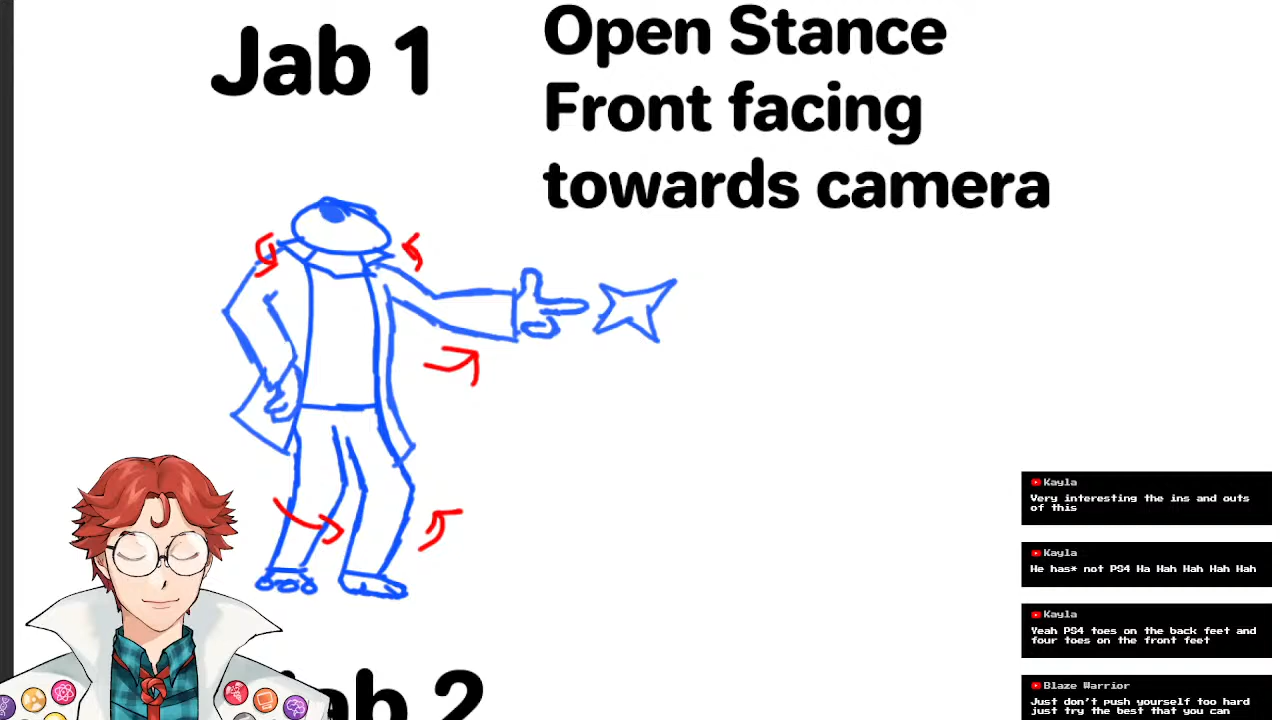 Jab 1
Open Stance
Front facing
towards camera
Kayla
Very interesting the ins and outs
of this
Kayla
He has* not PS4 Ha Hah Hah Hah Hah
Kayla
Yeah PS4 toes on the back feet and
four toes on the front feet
Blaze Warrior
Just don't push yourself too hard
just try the best that you can
ab 2